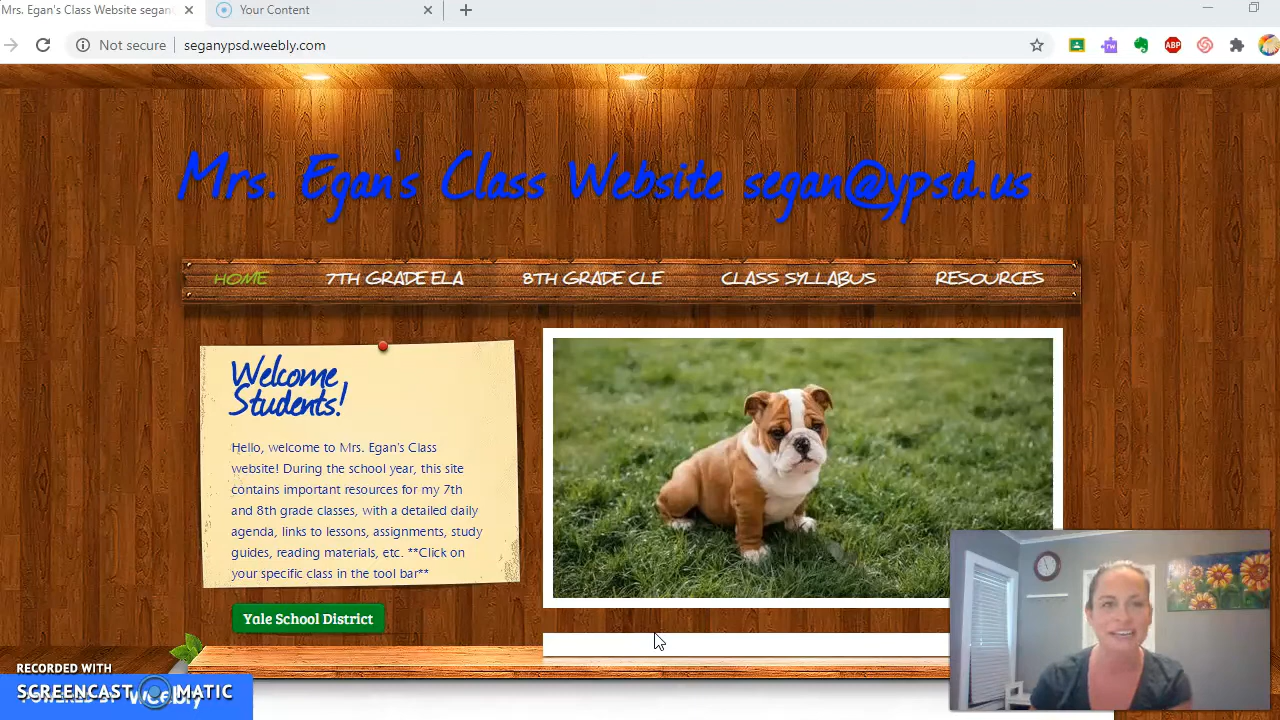 Mrs. Egan's Class Website segan
Your Content
Not secure
seganypsd.weebly.com
ABP
Mrs. Egan's Class Website segan@ypsd.us
HOME
7TH GRADE ELA
8TH GRADE CLE
CLASS SYLLABUS
RESOURCES
Welcome
Students!
Hello, welcome to Mrs. Egan's Class
website! During the school year, this site
contains important resources for my 7th
and 8th grade classes, with a detailed daily
agenda, links to lessons, assignments, study
guides, reading materials, etc. **Click on
your specific class in the tool bar**
Yale School District
RECORDED WITH
SCREENCAST MATIC
POWERED BY weebly